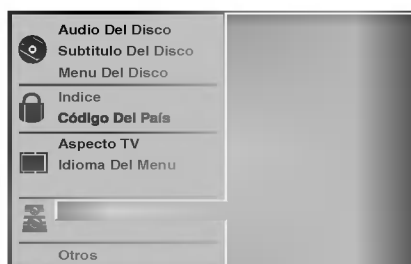 Audio Del Disco
Subtitulo Del Disco
Menu Del Disco
Indice
Código Del País
Aspecto TV
Idioma Del Menu
Otros